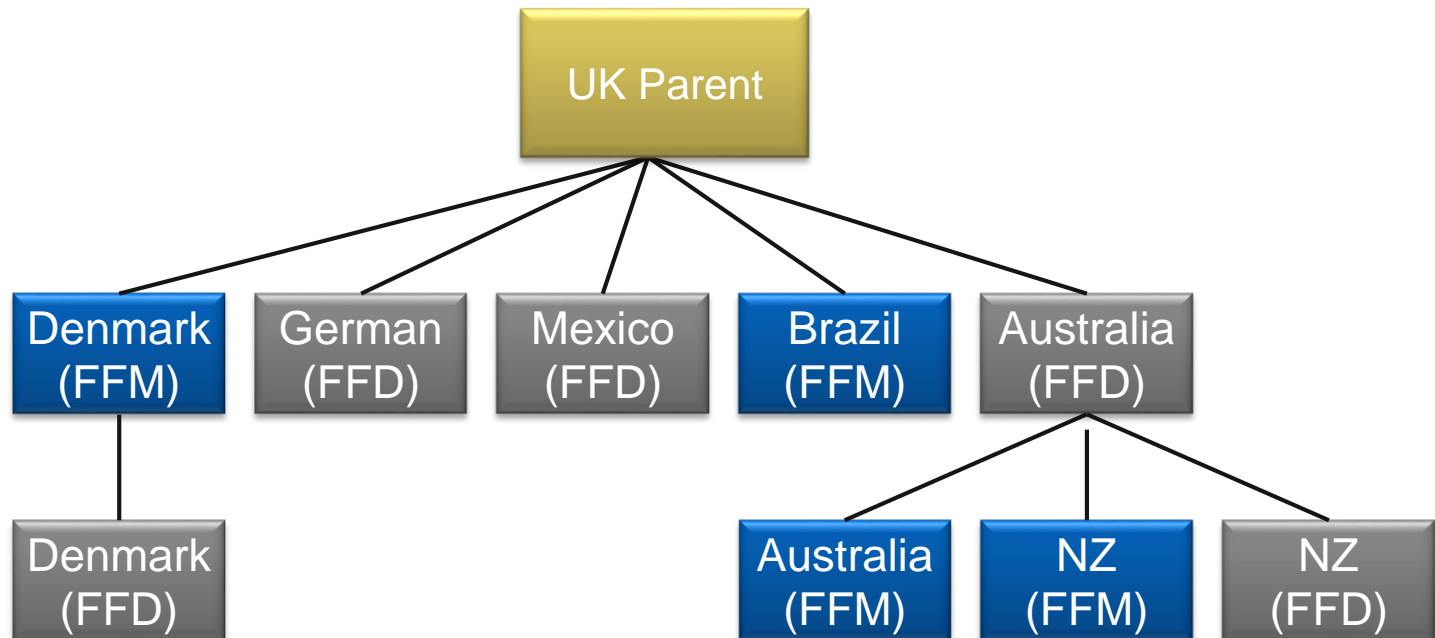 UK Parent
Denmark
(FFM)
German
(FFD)
Mexico
(FFD)
Brazil
(FFM)
Australia
(FFD)
Denmark
(FFD)
Australia
(FFM)
NZ
(FFM)
NZ
(FFD)